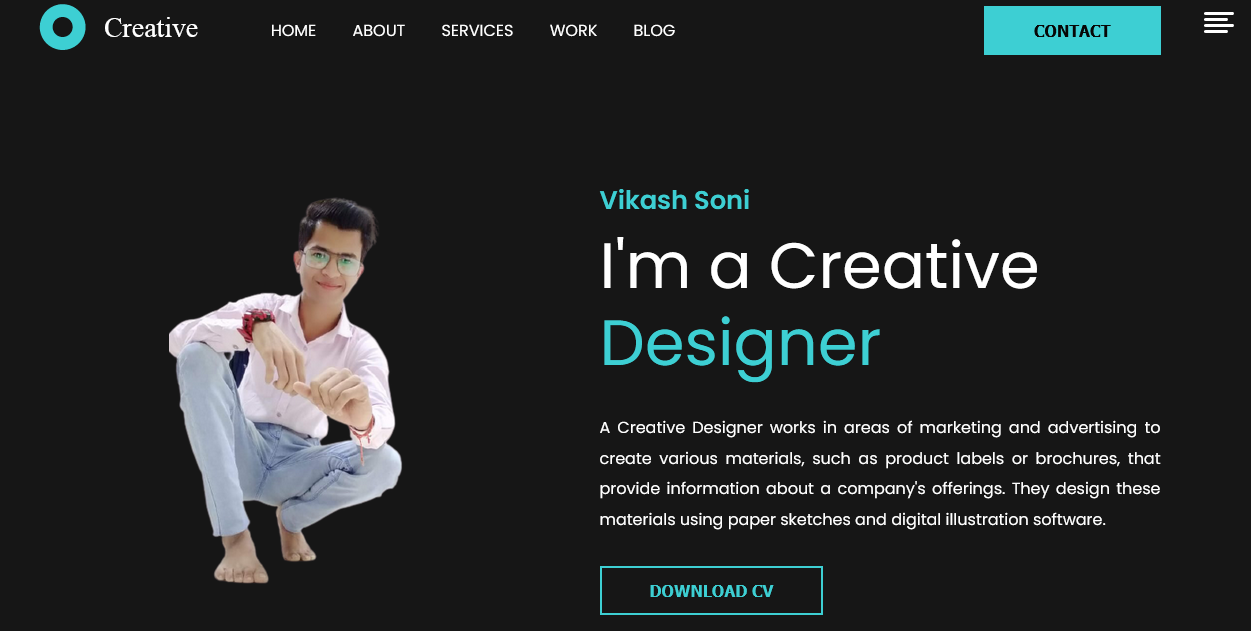 Creative
HOME ABOUT SERVICES WORK BLOG
CONTACT
Vikash Soni
I'm a Creative
Designer
A Creative Designer works in areas of marketing and advertising to
create various materials, such as product labels or brochures, that
provide information about a company's offerings. They design these
materials using paper sketches and digital illustration software.
DOWNLOAD CV